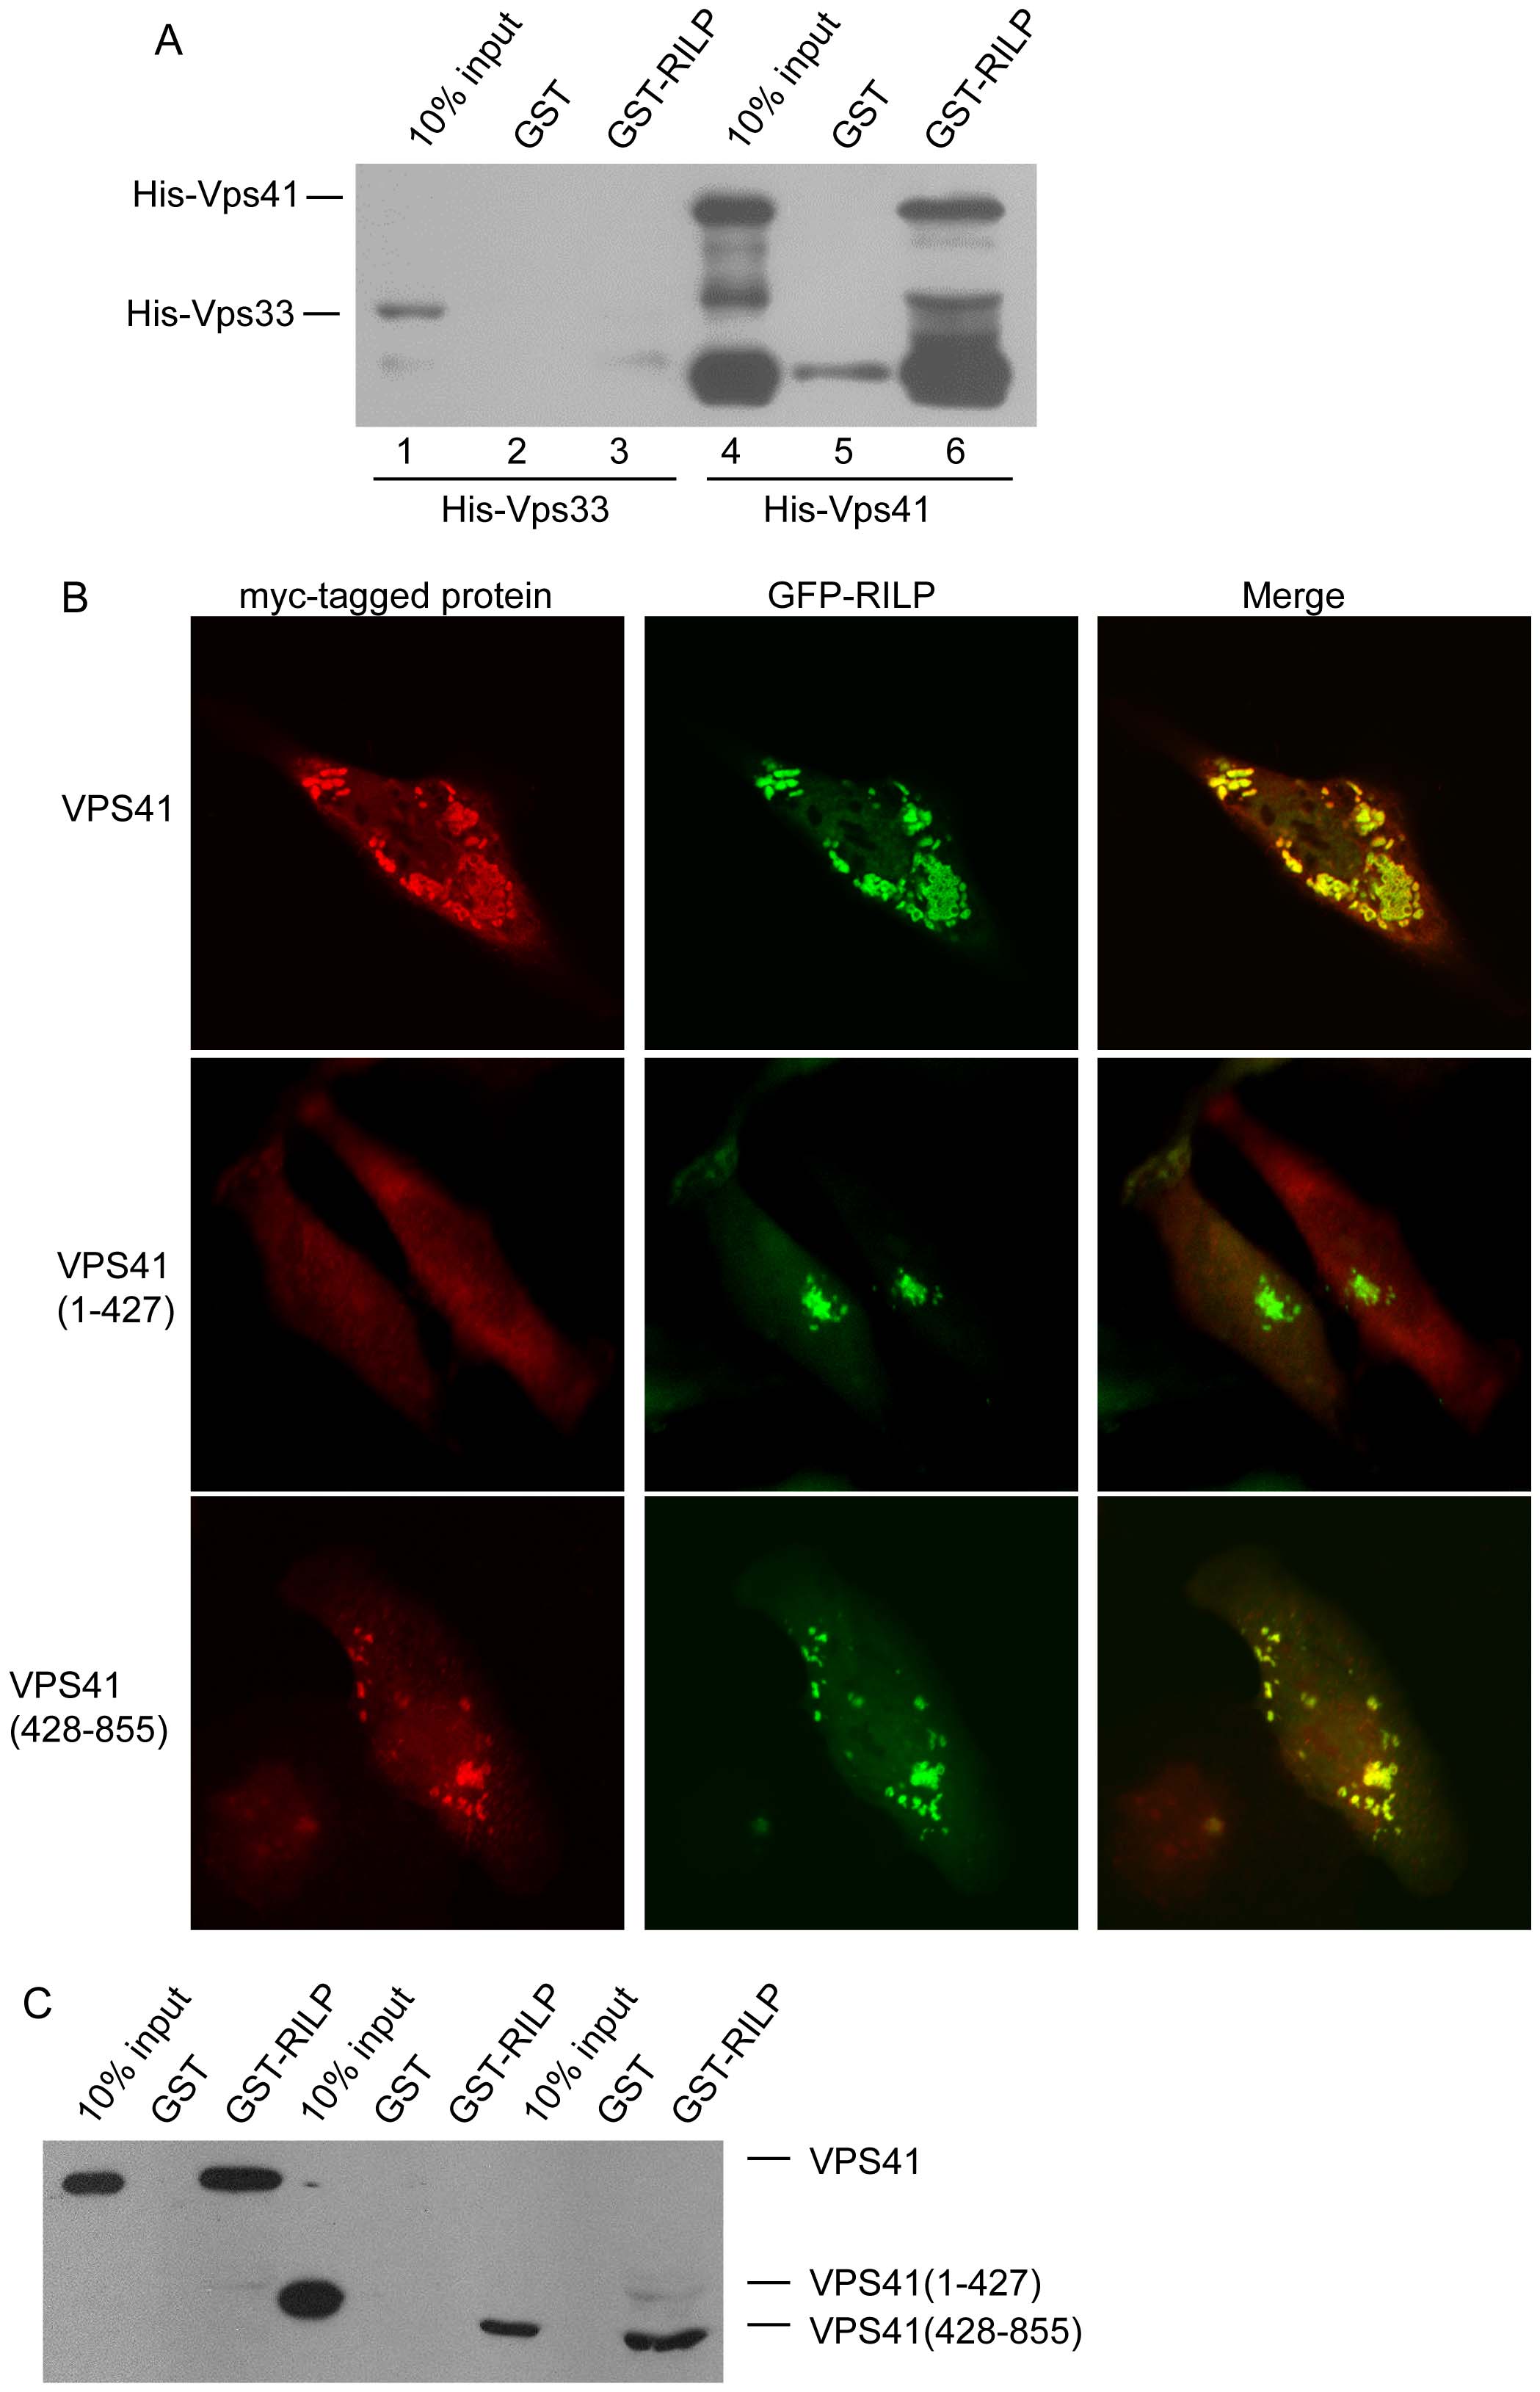 A
10% input
GST
GST-RILP
10% input
GST
GST-RILP
His-Vps41
His-Vps33
1 2 3 4 5 6
His-Vps33 His-Vps41
B
myc-tagged protein GFP-RILP Merge
VPS41
VPS41
(1-427)
VPS41
(428-855)
C
10% input
GST
GST-RILP
10% input
GST
GST-RILP
10% input
GST
GST-RILP
VPS41
VPS41(1-427)
VPS41(428-855)